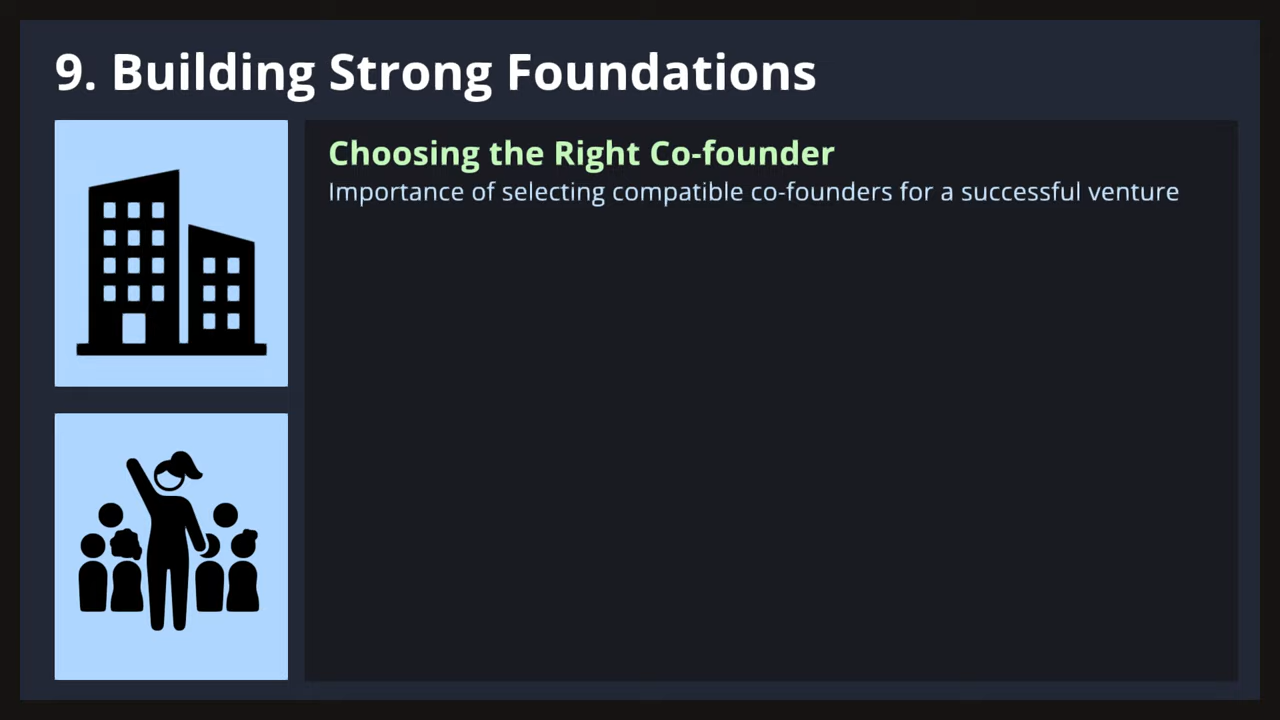 9. Building Strong Foundations
Choosing the Right Co-founder
Importance of selecting compatible co-founders for a successful venture